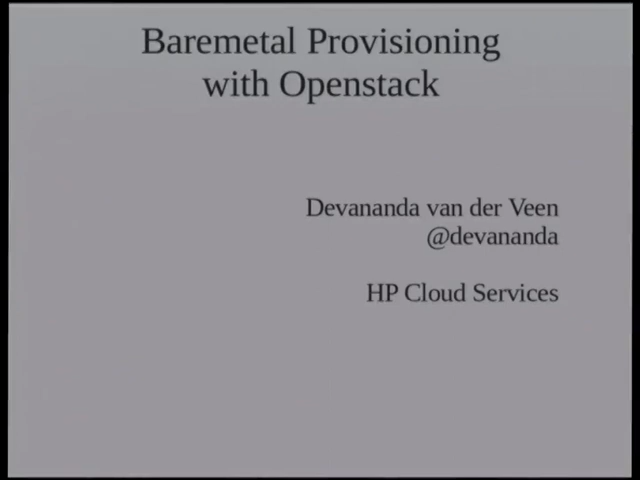 Baremetal Provisioning
with Openstack
Devananda van der Veen
@devananda
HP Cloud Services